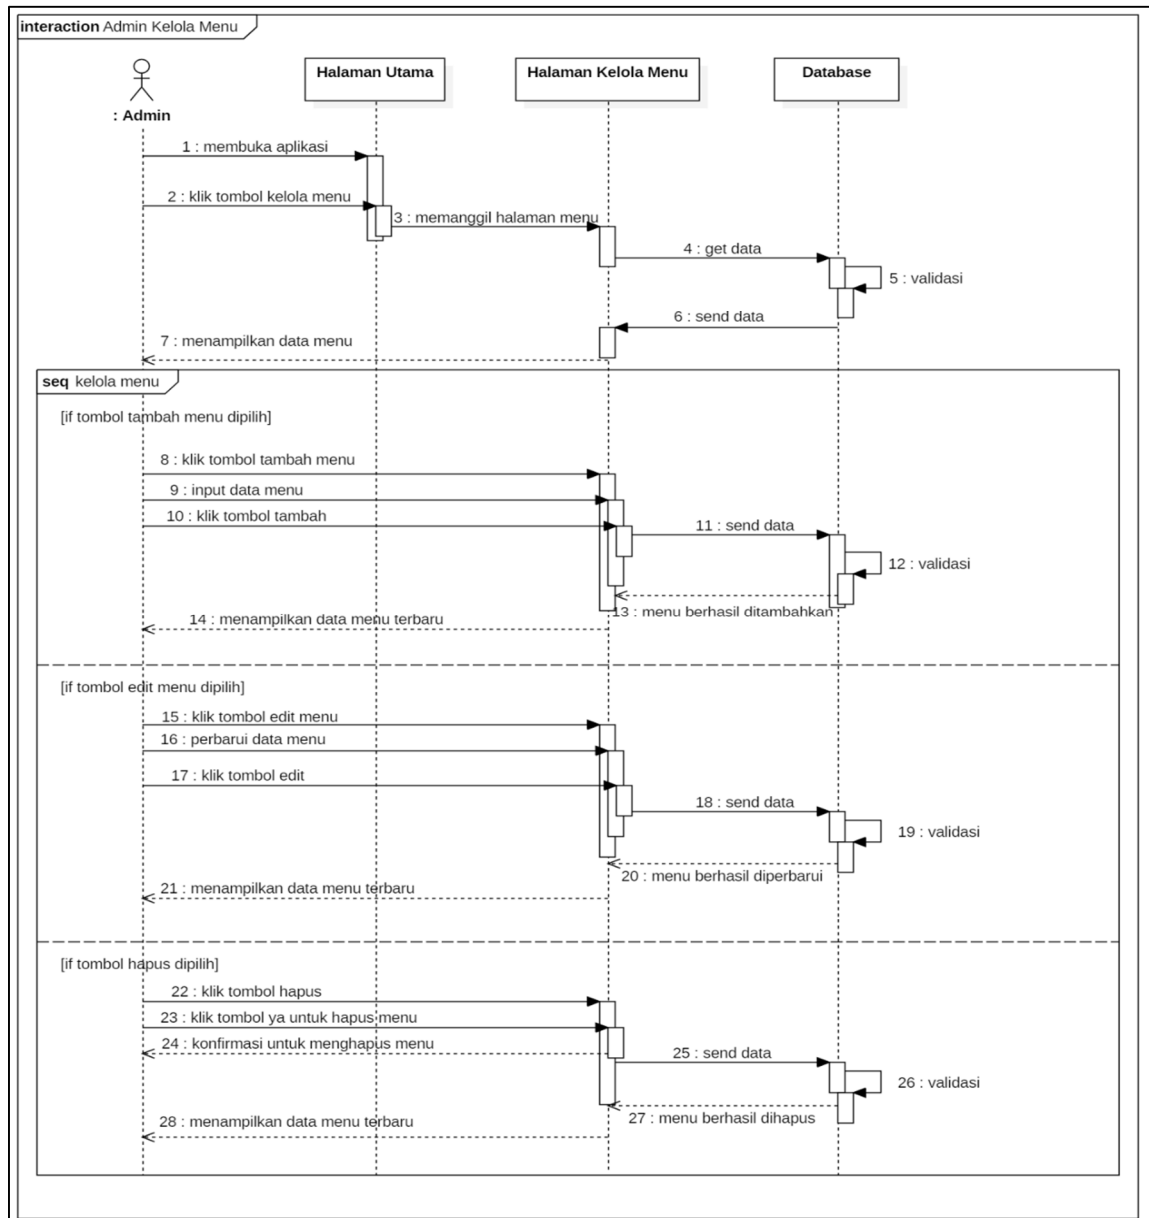 interaction Admin Kelola Menu
Halaman Utama
Halaman Kelola Menu
Database
: Admin
1 : membuka aplikasi
2 : klik tombol kelola menu
3 : memanggil halaman menu
4 : get data
5 : validasi
6 : send data
7 : menampilkan data menu
seq kelola menu
[if tombol tambah menu dipilih]
8 : klik tombol tambah menu
9 : input data menu
10 : klik tombol tambah
11 : send data
12 : validasi
13 : menu berhasil ditambahkan
14 : menampilkan data menu terbaru
[if tombol edit menu dipilih]
15 : klik tombol edit menu
16 : perbarui data menu
17 : klik tombol edit
18 : send data
19 : validasi
20 : menu berhasil diperbarui
21 : menampilkan data menu terbaru
[if tombol hapus dipilih]
22 : klik tombol hapus
23 : klik tombol ya untuk hapus menu
24 : konfirmasi untuk menghapus menu
25 : send data
26 : validasi
27 : menu berhasil dihapus
28 : menampilkan data menu terbaru